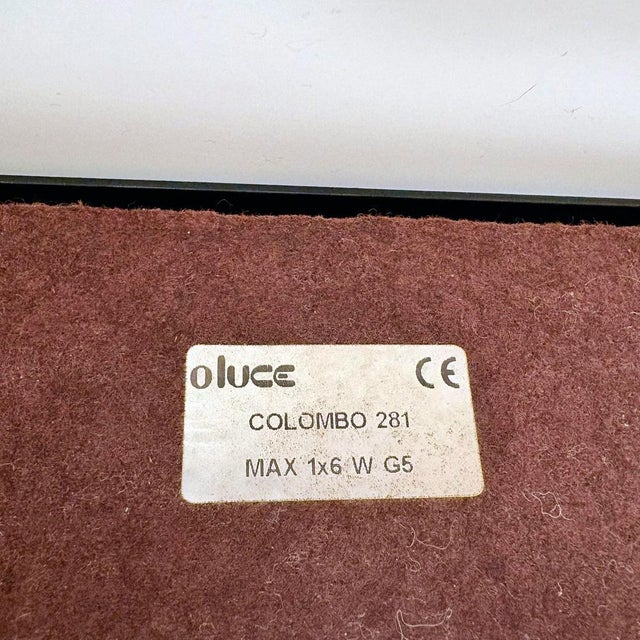 oluce CE
COLOMBO 281
MAX 1x6 W G5